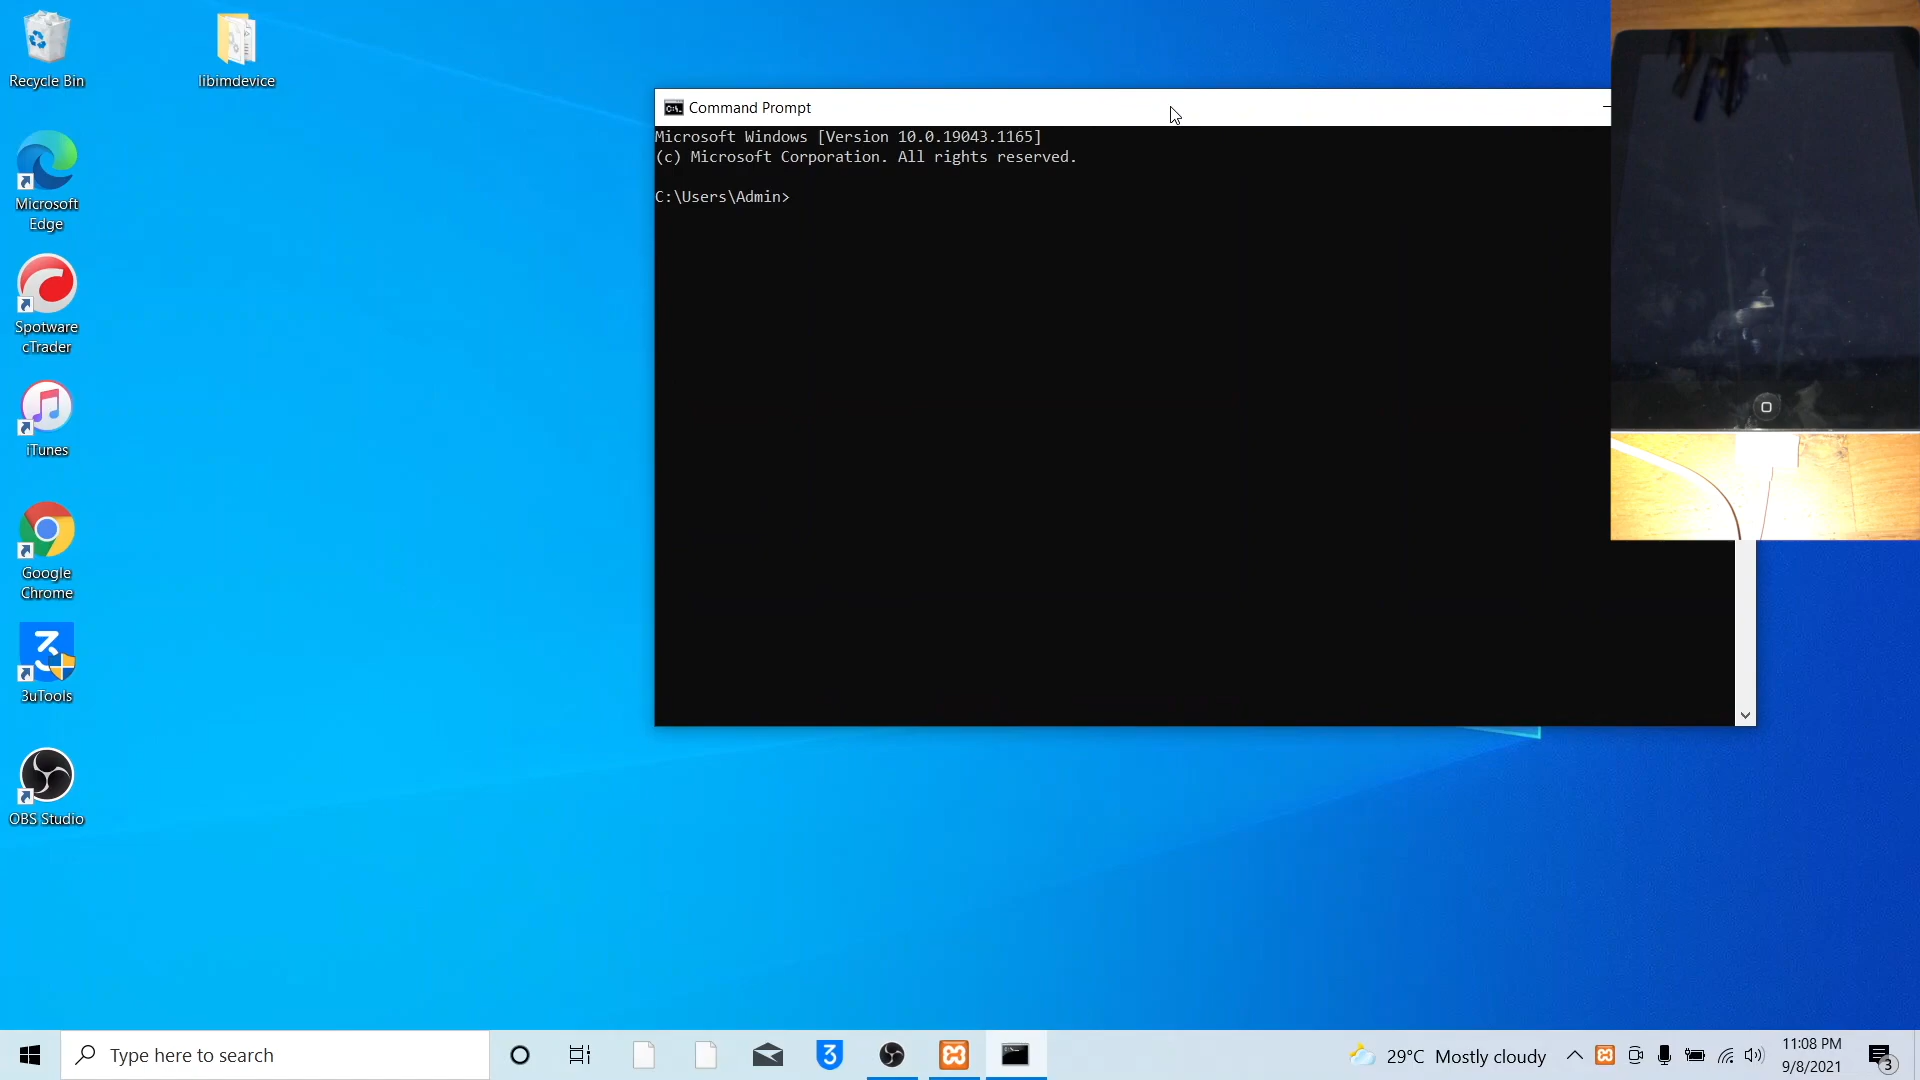 Recycle Bin
libimdevice
Microsoft
Edge
Spotware
cTrader
iTunes
Google
Chrome
3uTools
OBS Studio
Command Prompt
Microsoft Windows [Version 10.0.19043.1165]
(c) Microsoft Corporation. All rights reserved.
C:\Users\Admin>
Type here to search
29°C Mostly cloudy
11:08 PM
9/8/2021
3